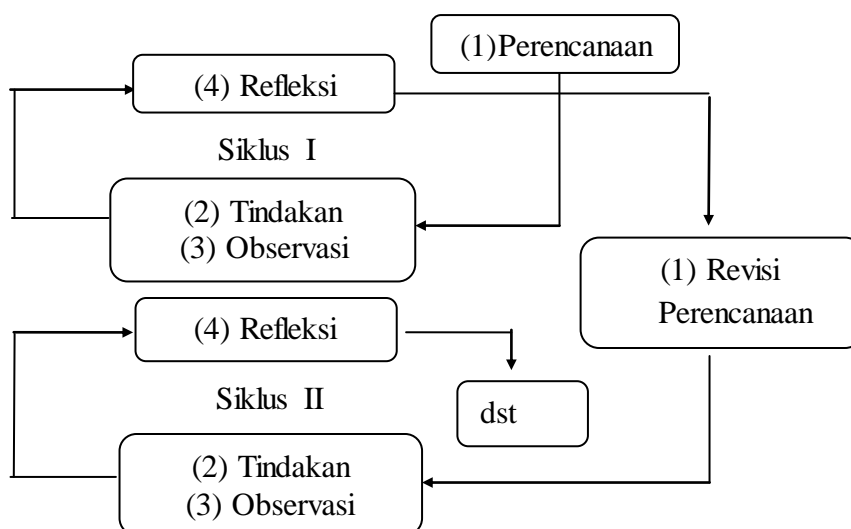 (1)Perencanaan
(4) Refleksi
Siklus I
(2) Tindakan
(3) Observasi
(1) Revisi
Perencanaan
(4) Refleksi
Siklus II
dst
(2) Tindakan
(3) Observasi